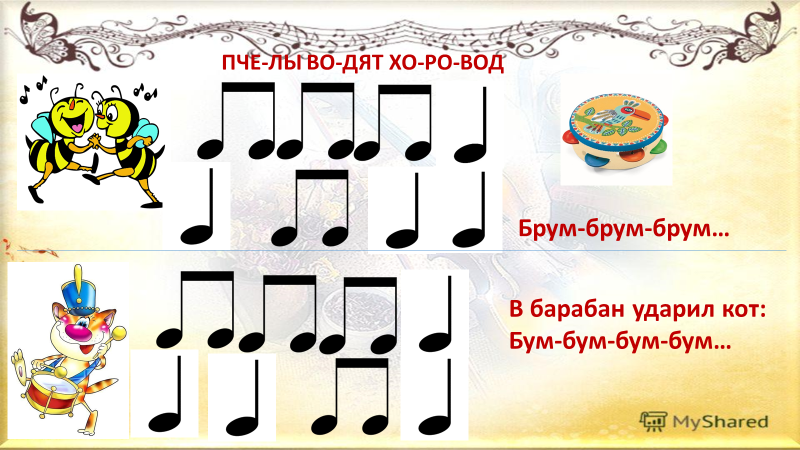 ПЧЕ-ЛЫ ВО-ДЯТ ХО-РО-ВОД
Брум-брум-брум...
В барабан ударил кот:
Бум-бум-бум-бум...
MyShared